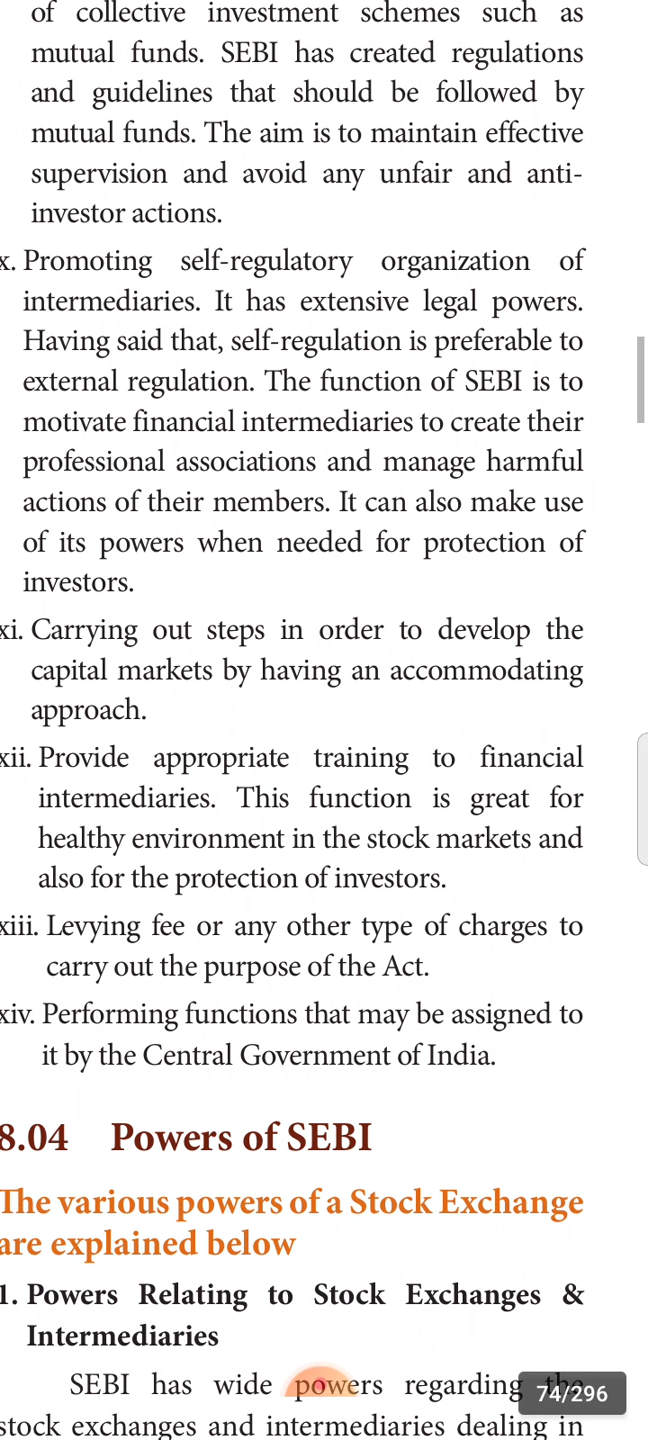 of collective investment schemes such as
mutual funds. SEBI has created regulations
and guidelines that should be followed by
mutual funds. The aim is to maintain effective
supervision and avoid any unfair and anti-
investor actions.
x. Promoting self-regulatory organization of
intermediaries. It has extensive legal powers.
Having said that, self-regulation is preferable to
external regulation. The function of SEBI is to
motivate financial intermediaries to create their
professional associations and manage harmful
actions of their members. It can also make use
of its powers when needed for protection of
investors.
xi. Carrying out steps in order to develop the
capital markets by having an accommodating
approach.
xii. Provide appropriate training to financial
intermediaries. This function is great for
healthy environment in the stock markets and
also for the protection of investors.
xiii. Levying fee or any other type of charges to
carry out the purpose of the Act.
xiv. Performing functions that may be assigned to
it by the Central Government of India.
8.04 Powers of SEBI
The various powers of a Stock Exchange
are explained below
1. Powers Relating to Stock Exchanges &
Intermediaries
SEBI has wide powers regarding the
74/296
stock exchanges and intermediaries dealing in